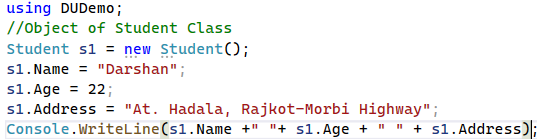 using DUDemo;
//Object of Student Class
Student s1 = new Student();
s1.Name = "Darshan";
s1.Age = 22;
s1.Address = "At. Hadala, Rajkot-Morbi Highway";
Console.WriteLine(s1.Name +" "+ s1.Age + " " + s1.Address);